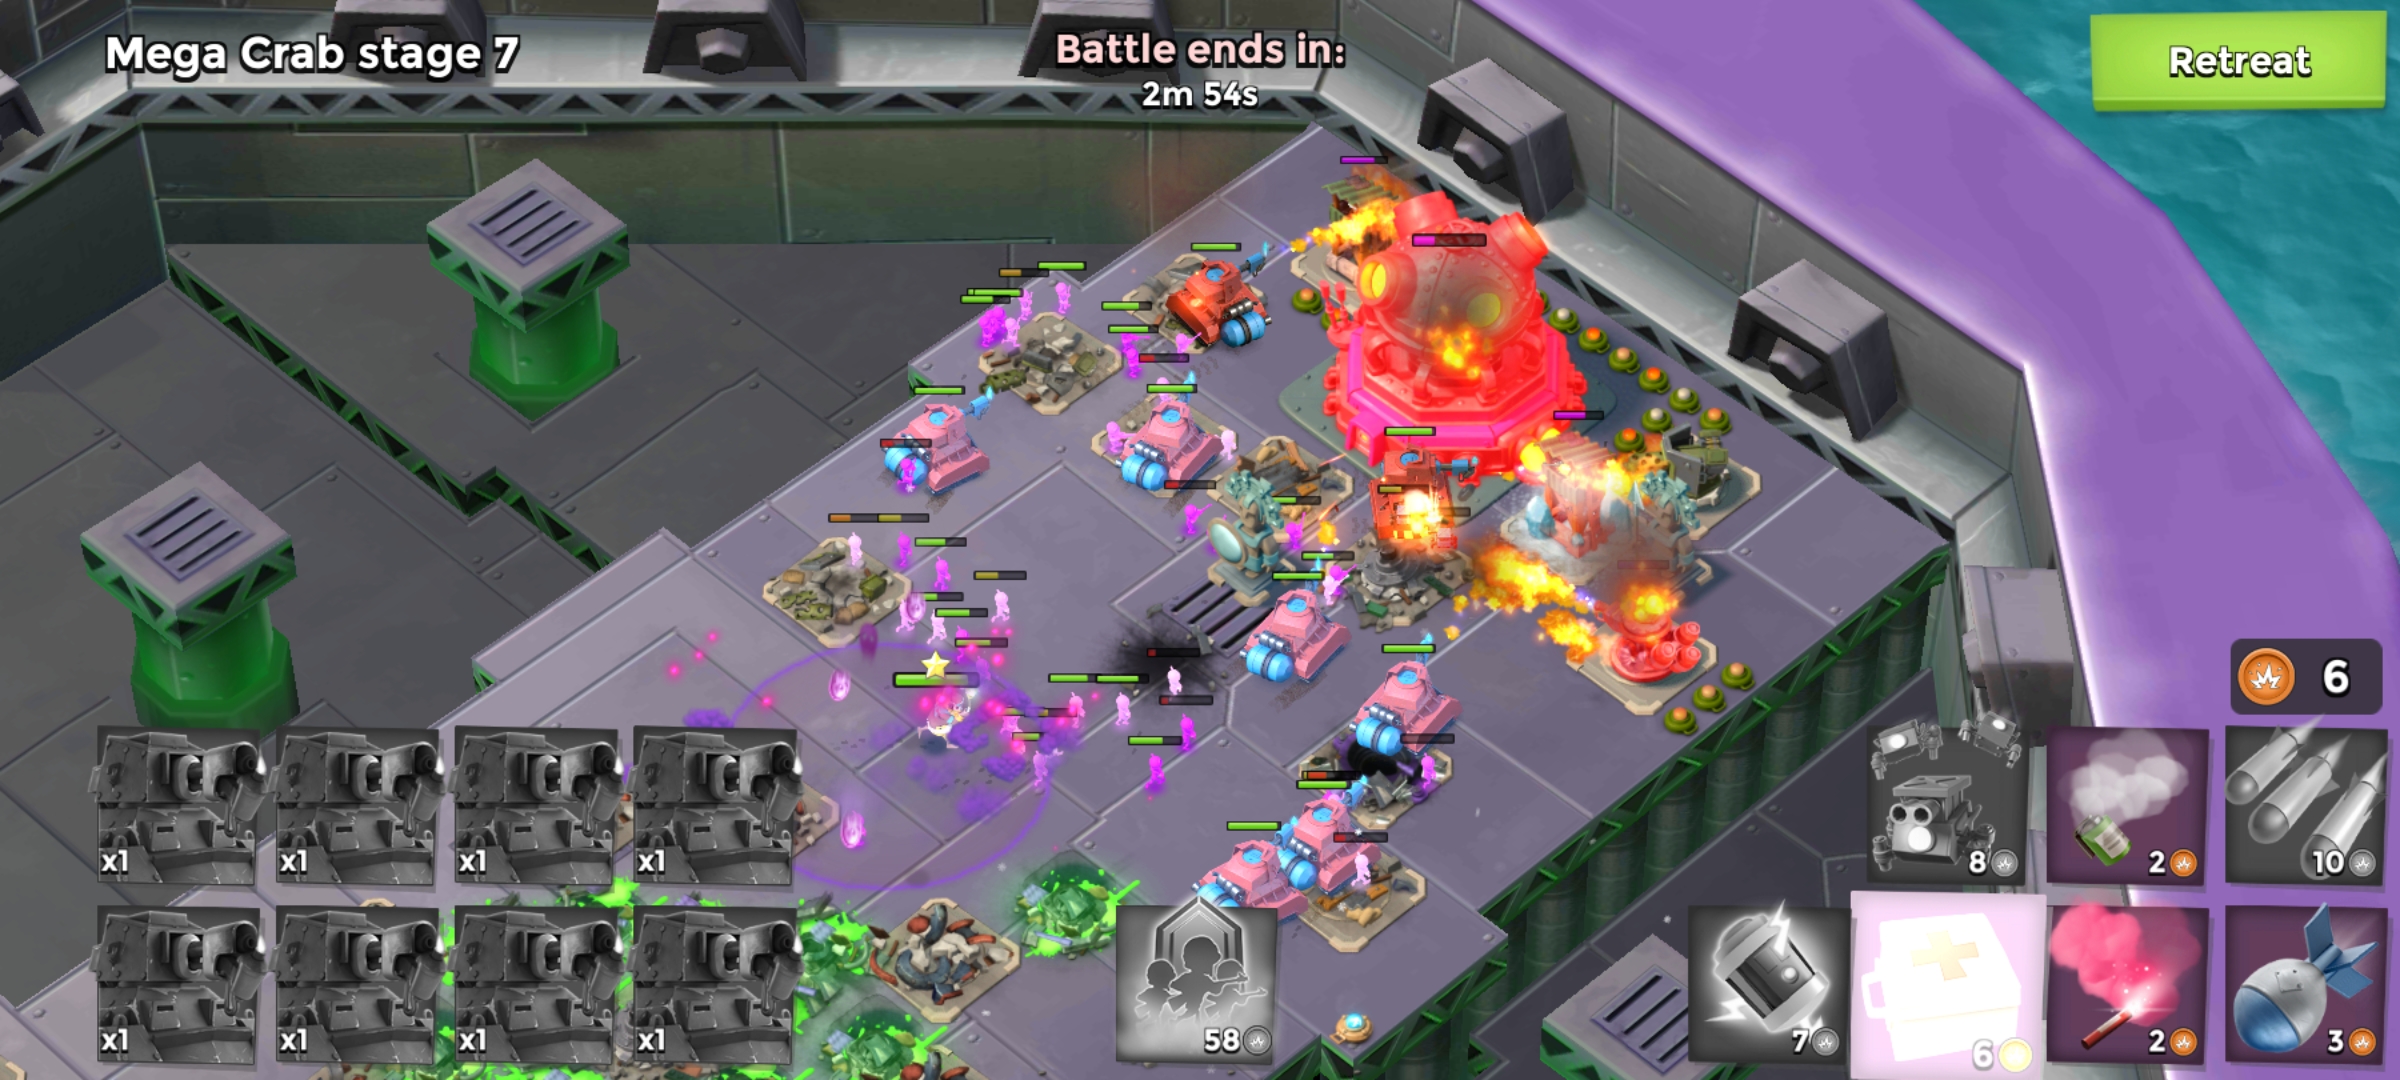 Mega Crab stage 7
Battle ends in:
2m 54s
Retreat
6
x1
x1
x1
x1
8
2
10
x1
x1
x1
x1
58
7
6
2
3